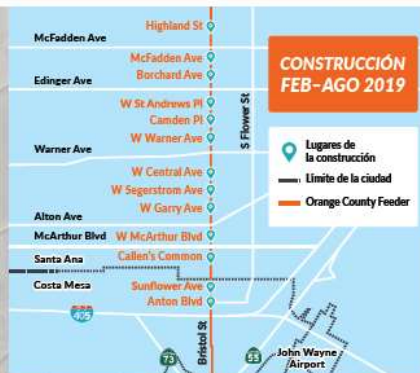 Highland St
McFadden Ave
McFadden Ave
Borchard Ave
Edinger Ave
W St Andrews Pl
Camden Pl
W Warner Ave
Warner Ave
W Central Ave
W Segerstrom Ave
W Garry Ave
Alton Ave
McArthur Blvd
W McArthur Blvd
Callen's Common
Santa Ana
Costa Mesa
Sunflower Ave
Anton Blvd
405
Bristol St
S Flower St
73
55
John Wayne
Airport
CONSTRUCCIÓN
FEB–AGO 2019
Lugares de
la construcción
Límite de la ciudad
Orange County Feeder